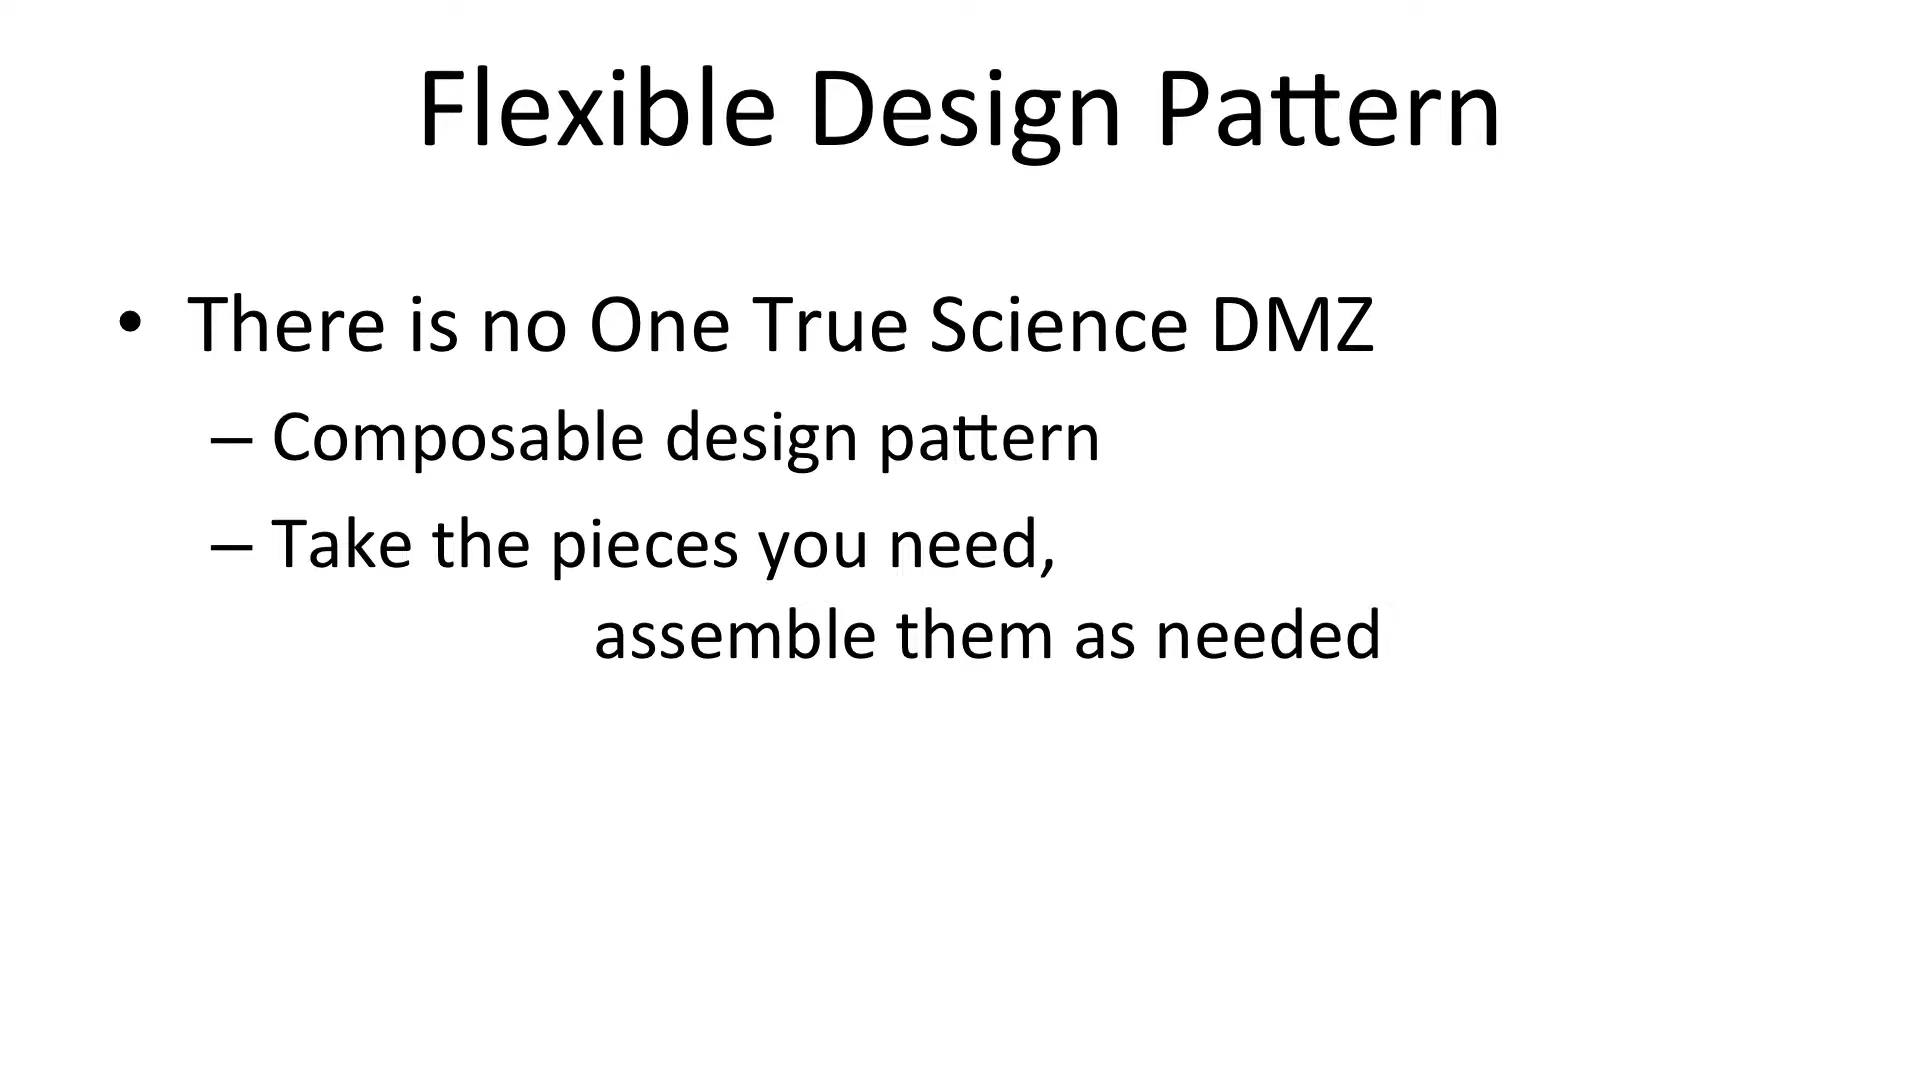 Flexible Design Pattern
• There is no One True Science DMZ
– Composable design pattern
– Take the pieces you need,
assemble them as needed